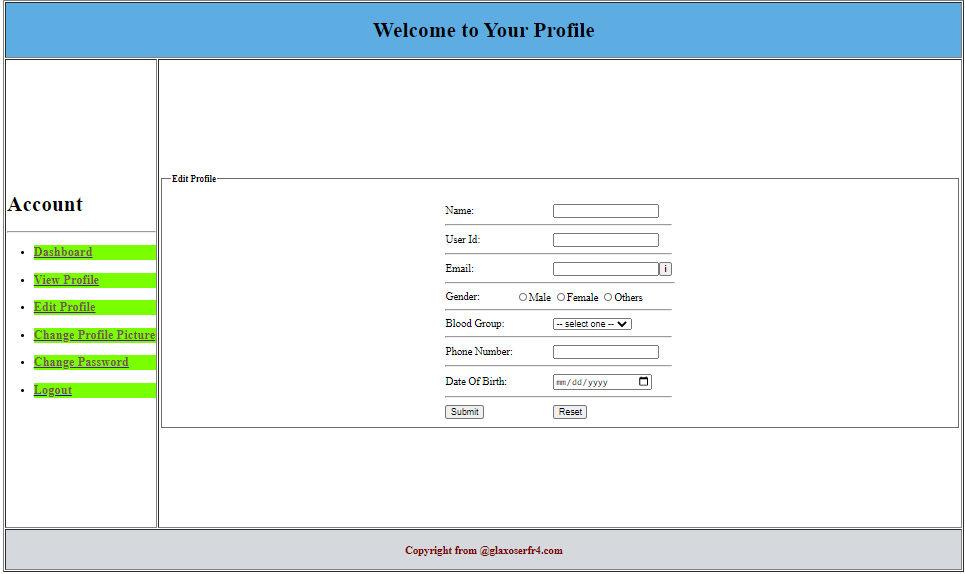 Welcome to Your Profile
Account
Dashboard
View Profile
Edit Profile
Change Profile Picture
Change Password
Logout
Edit Profile
Name:
User Id:
Email: i
Gender: Male Female Others
Blood Group: -- select one --
Phone Number:
Date Of Birth: mm/dd/yyyy
Submit Reset
Copyright from @glaxoserfr4.com